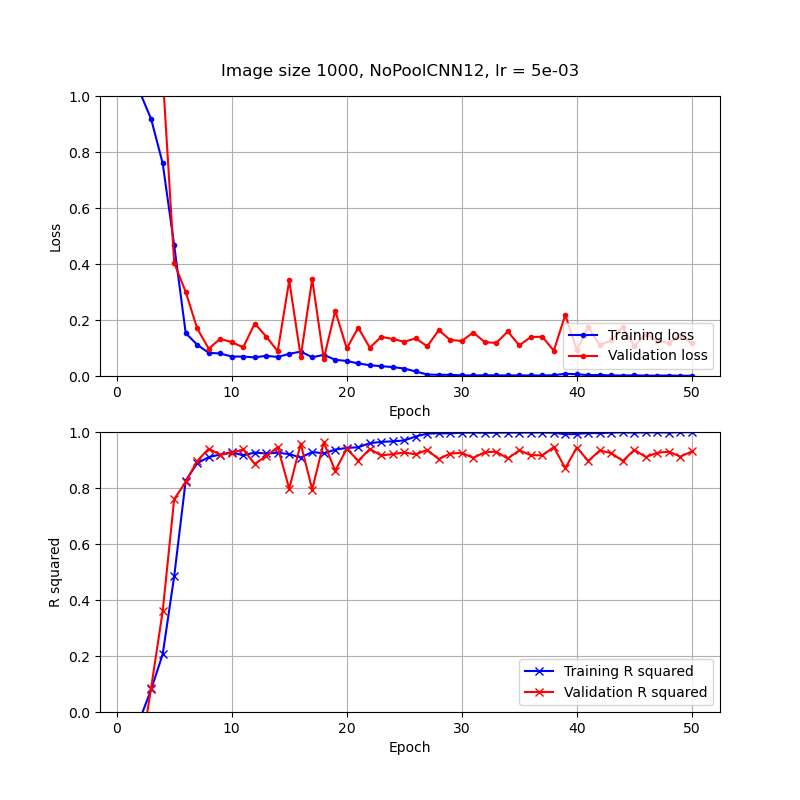 Image size 1000, NoPoolCNN12, lr = 5e-03
1.0
0.8
0.6
0.4
0.2
0.0
Loss
Training loss
Validation loss
0 10 20 30 40 50
Epoch
1.0
0.8
0.6
0.4
0.2
0.0
R squared
Training R squared
Validation R squared
0 10 20 30 40 50
Epoch